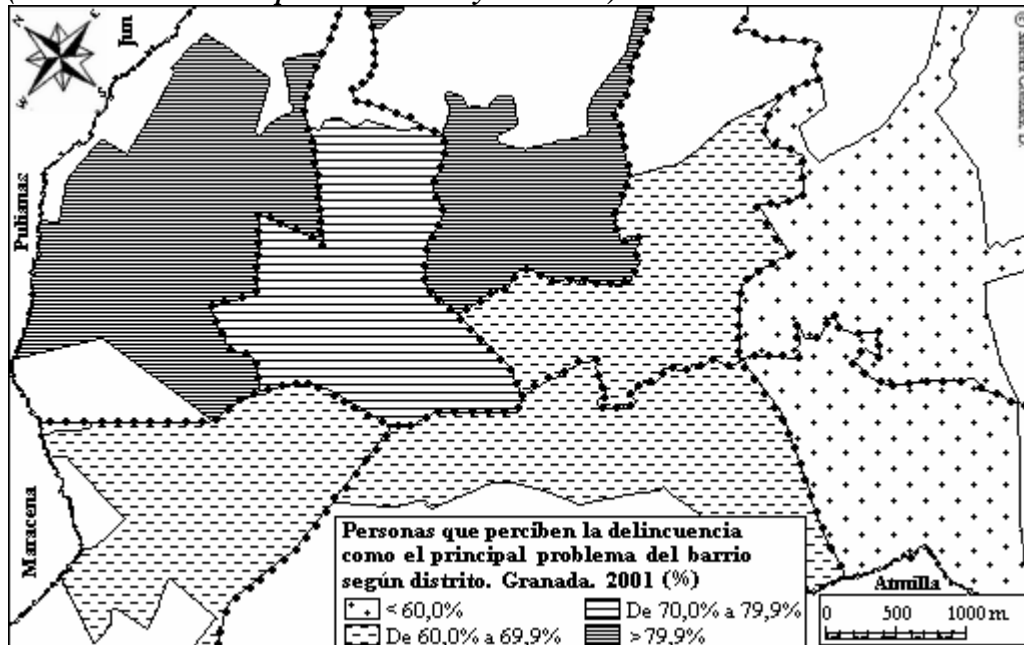 N
E
S
W
Jun
Pulianas
Maracena
Personas que perciben la delincuencia
como el principal problema del barrio
según distrito. Granada. 2001 (%)
< 60,0%
De 70,0% a 79,9%
De 60,0% a 69,9%
>79,9%
Armilla
0 500 1000 m.